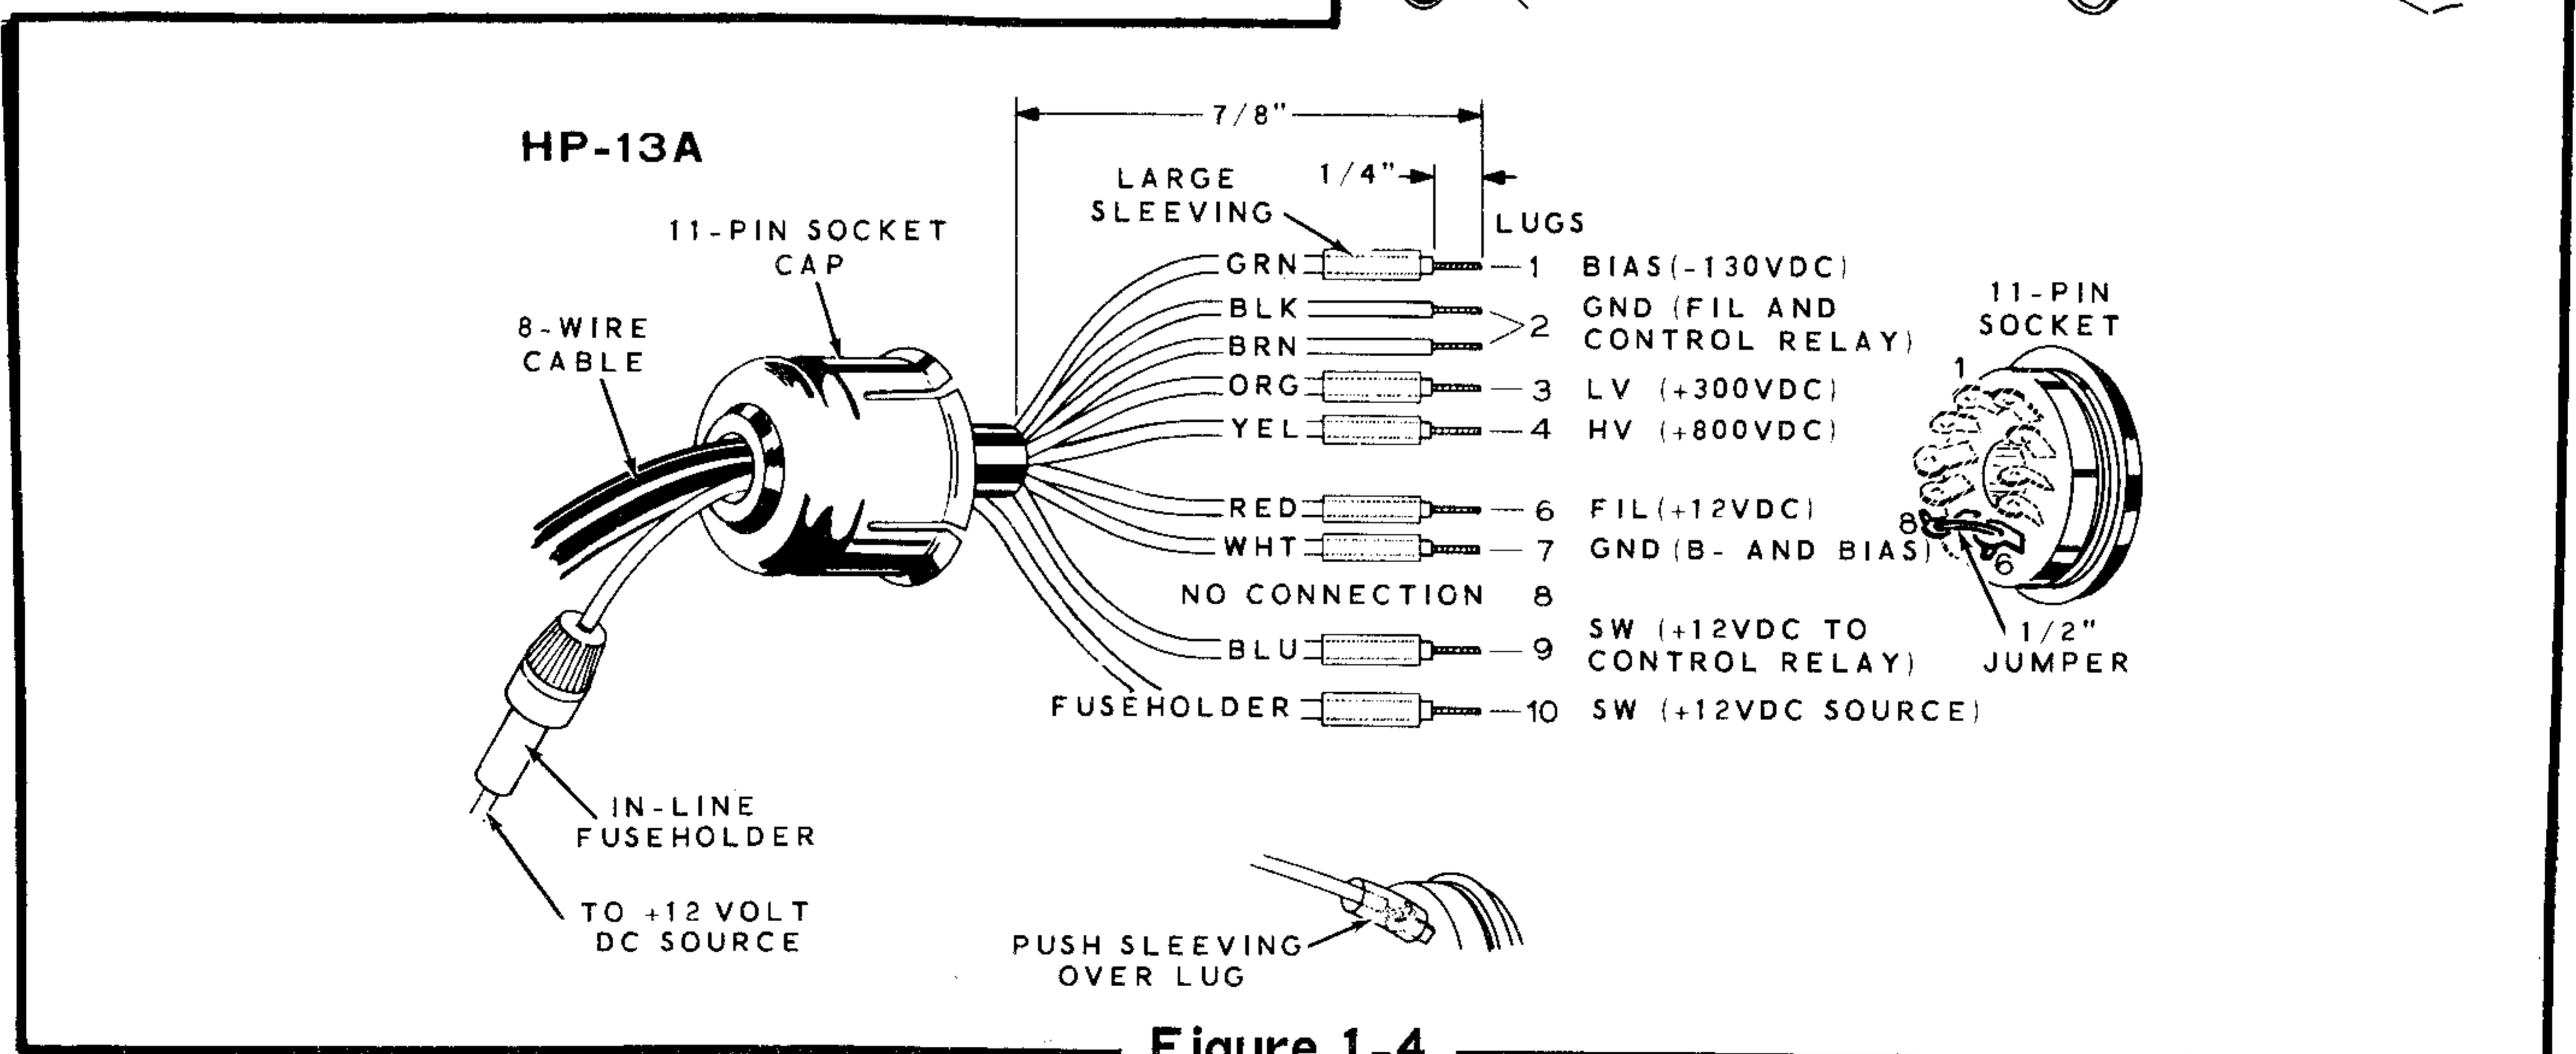 HP-13A
7/8"
1/4"
LARGE
SLEEVING
LUGS
11-PIN SOCKET
CAP
8-WIRE
CABLE
GRN 1 BIAS (-130VDC)
BLK
BRN
2
GND (FIL AND
CONTROL RELAY)
ORG 3 LV (+300VDC)
YEL 4 HV (+800VDC)
RED 6 FIL (+12VDC)
WHT 7 GND (B- AND BIAS)
NO CONNECTION 8
BLU 9
SW (+12VDC TO
CONTROL RELAY)
FUSEHOLDER 10 SW (+12VDC SOURCE)
11-PIN
SOCKET
1
8
6
1/2"
JUMPER
IN-LINE
FUSEHOLDER
TO +12 VOLT
DC SOURCE
PUSH SLEEVING
OVER LUG
Figure 1-4